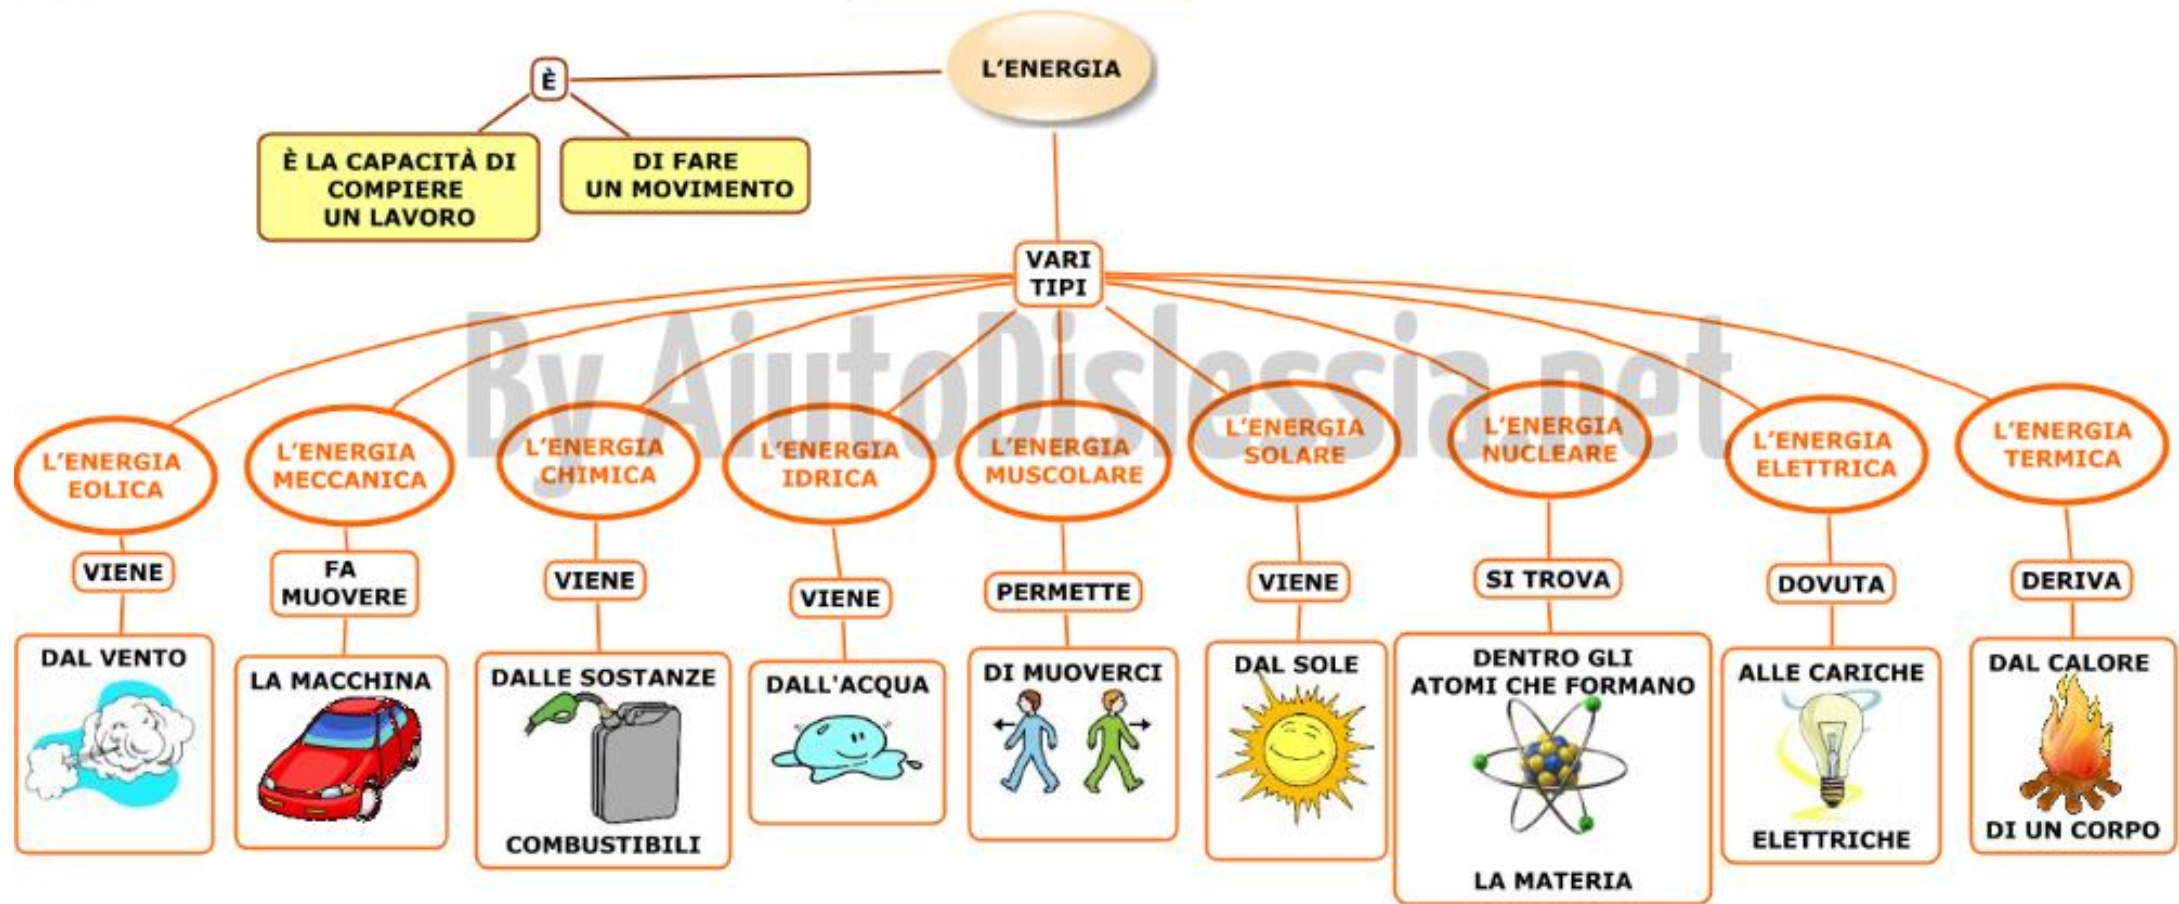 L'ENERGIA
È
È LA CAPACITÀ DI
COMPIERE
UN LAVORO
DI FARE
UN MOVIMENTO
VARI
TIPI
By AiutoDislessia.net
L'ENERGIA
EOLICA
VIENE
DAL VENTO
L'ENERGIA
MECCANICA
FA
MUOVERE
LA MACCHINA
L'ENERGIA
CHIMICA
VIENE
DALLE SOSTANZE
COMBUSTIBILI
L'ENERGIA
IDRICA
VIENE
DALL'ACQUA
L'ENERGIA
MUSCOLARE
PERMETTE
DI MUOVERCI
L'ENERGIA
SOLARE
VIENE
DAL SOLE
L'ENERGIA
NUCLEARE
SI TROVA
DENTRO GLI
ATOMI CHE FORMANO
LA MATERIA
L'ENERGIA
ELETTRICA
DOVUTA
ALLE CARICHE
ELETTRICHE
L'ENERGIA
TERMICA
DERIVA
DAL CALORE
DI UN CORPO